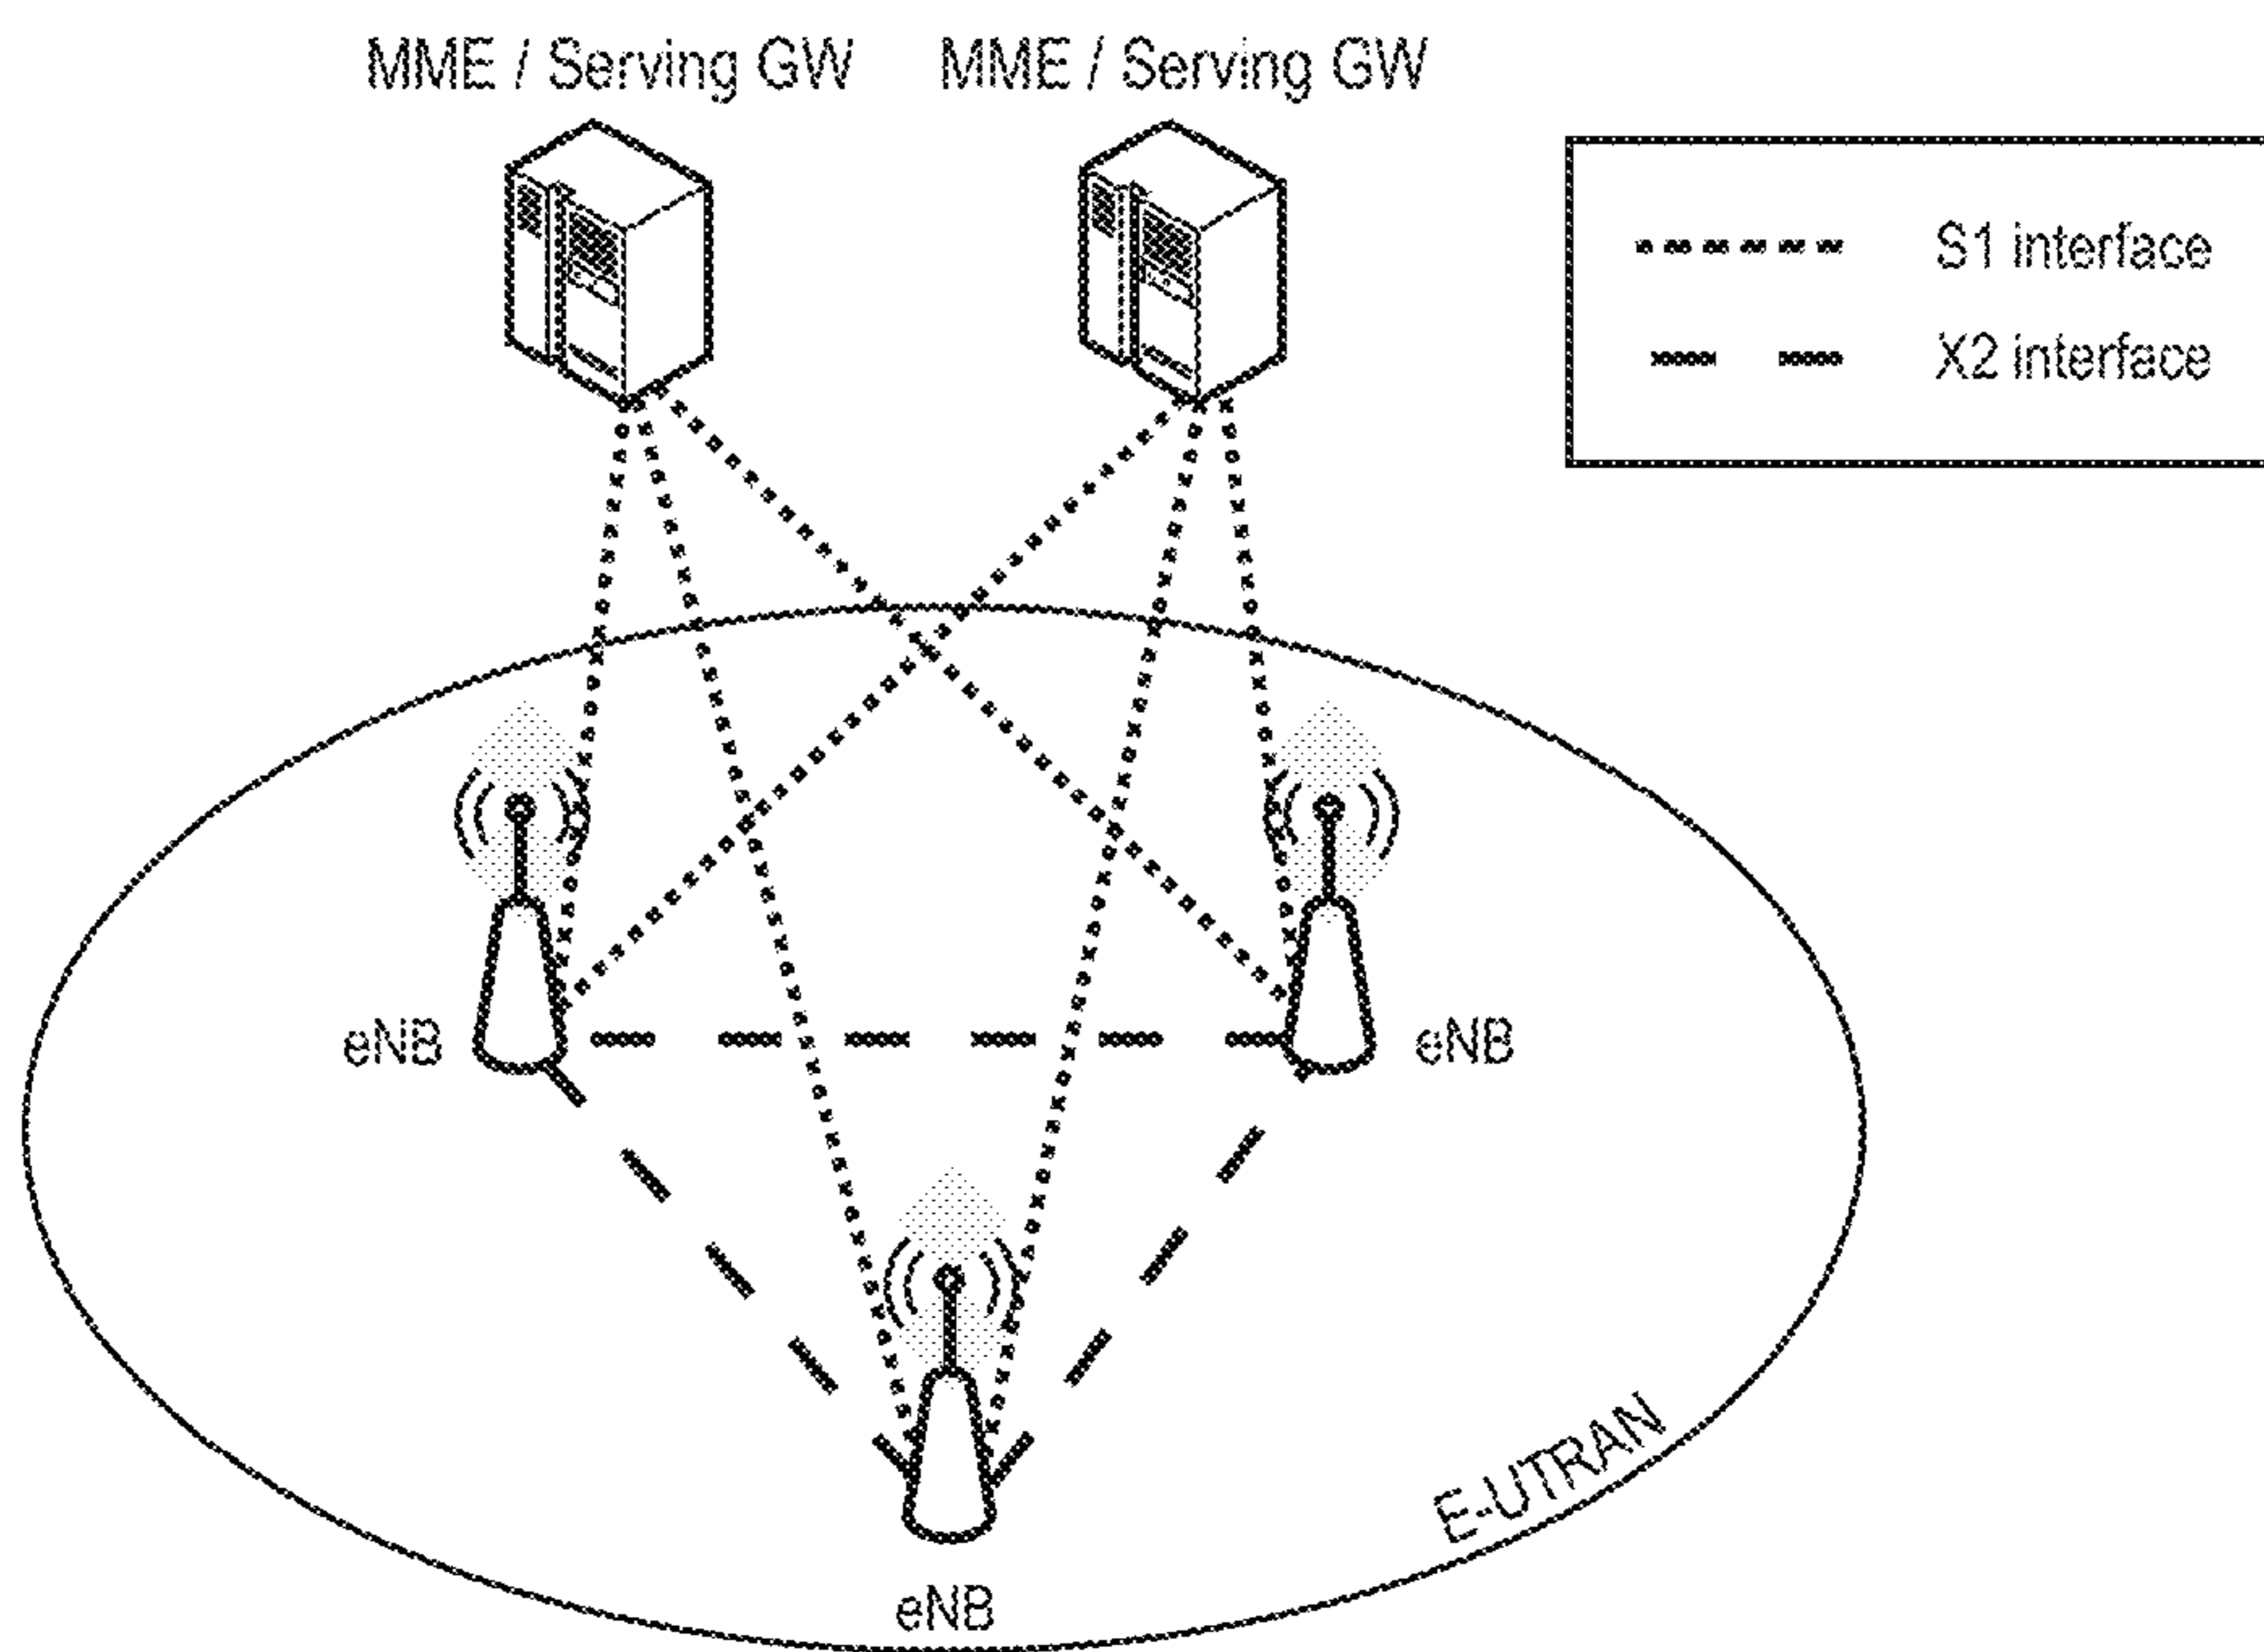 MME / Serving GW
MME / Serving GW
S1 interface
X2 interface
eNB
eNB
E-UTRAN
eNB